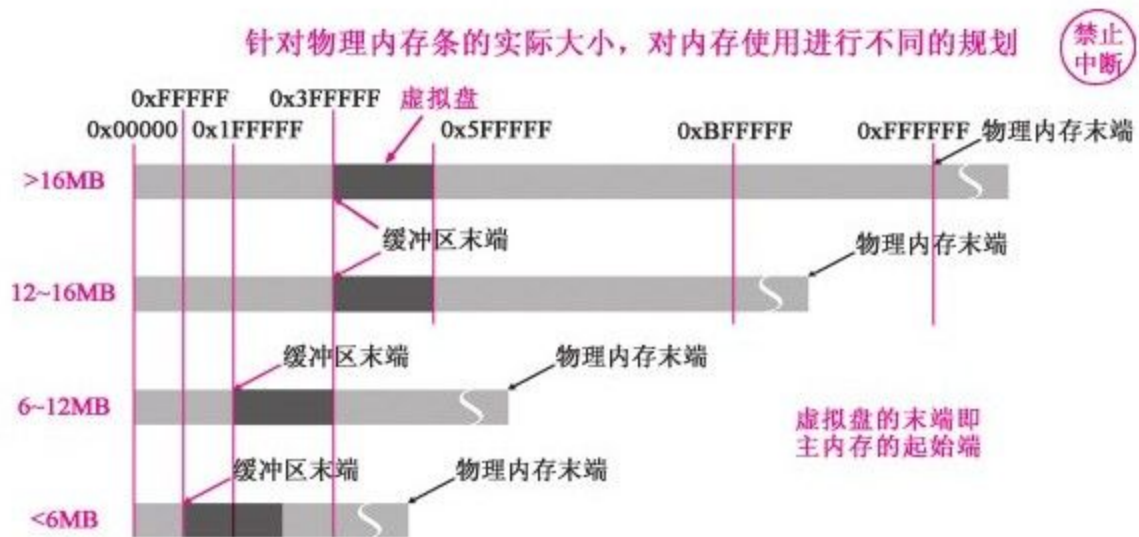 针对物理内存条的实际大小，对内存使用进行不同的规划
禁止
中断
0xFFFFF 0x3FFFFF 虚拟盘
0x00000 0x1FFFFF 0x5FFFFF 0xBFFFFF 0xFFFFFF 物理内存末端
>16MB
缓冲区末端 物理内存末端
12~16MB
缓冲区末端 物理内存末端
6~12MB
虚拟盘的末端即
主内存的起始端
缓冲区末端 物理内存末端
<6MB